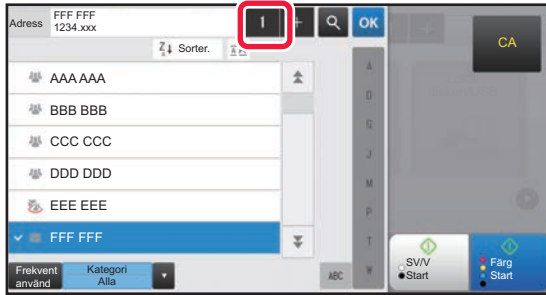 Adress
FFF FFF
1234.xxx
1
+
OK
CA
Z↓ Sorter.
AAA AAA
BBB BBB
CCC CCC
DDD DDD
EEE EEE
FFF FFF
A
D
G
J
M
P
T
W
ABC
Frekvent
använd
Kategori
Alla
SV/V
Start
Färg
Start